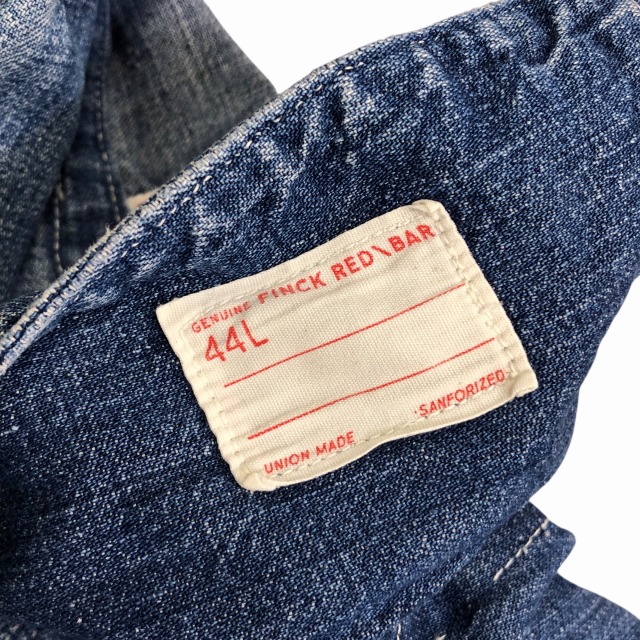 GENUINE FINCK RED\BAR
44L
UNION MADE SANFORIZED